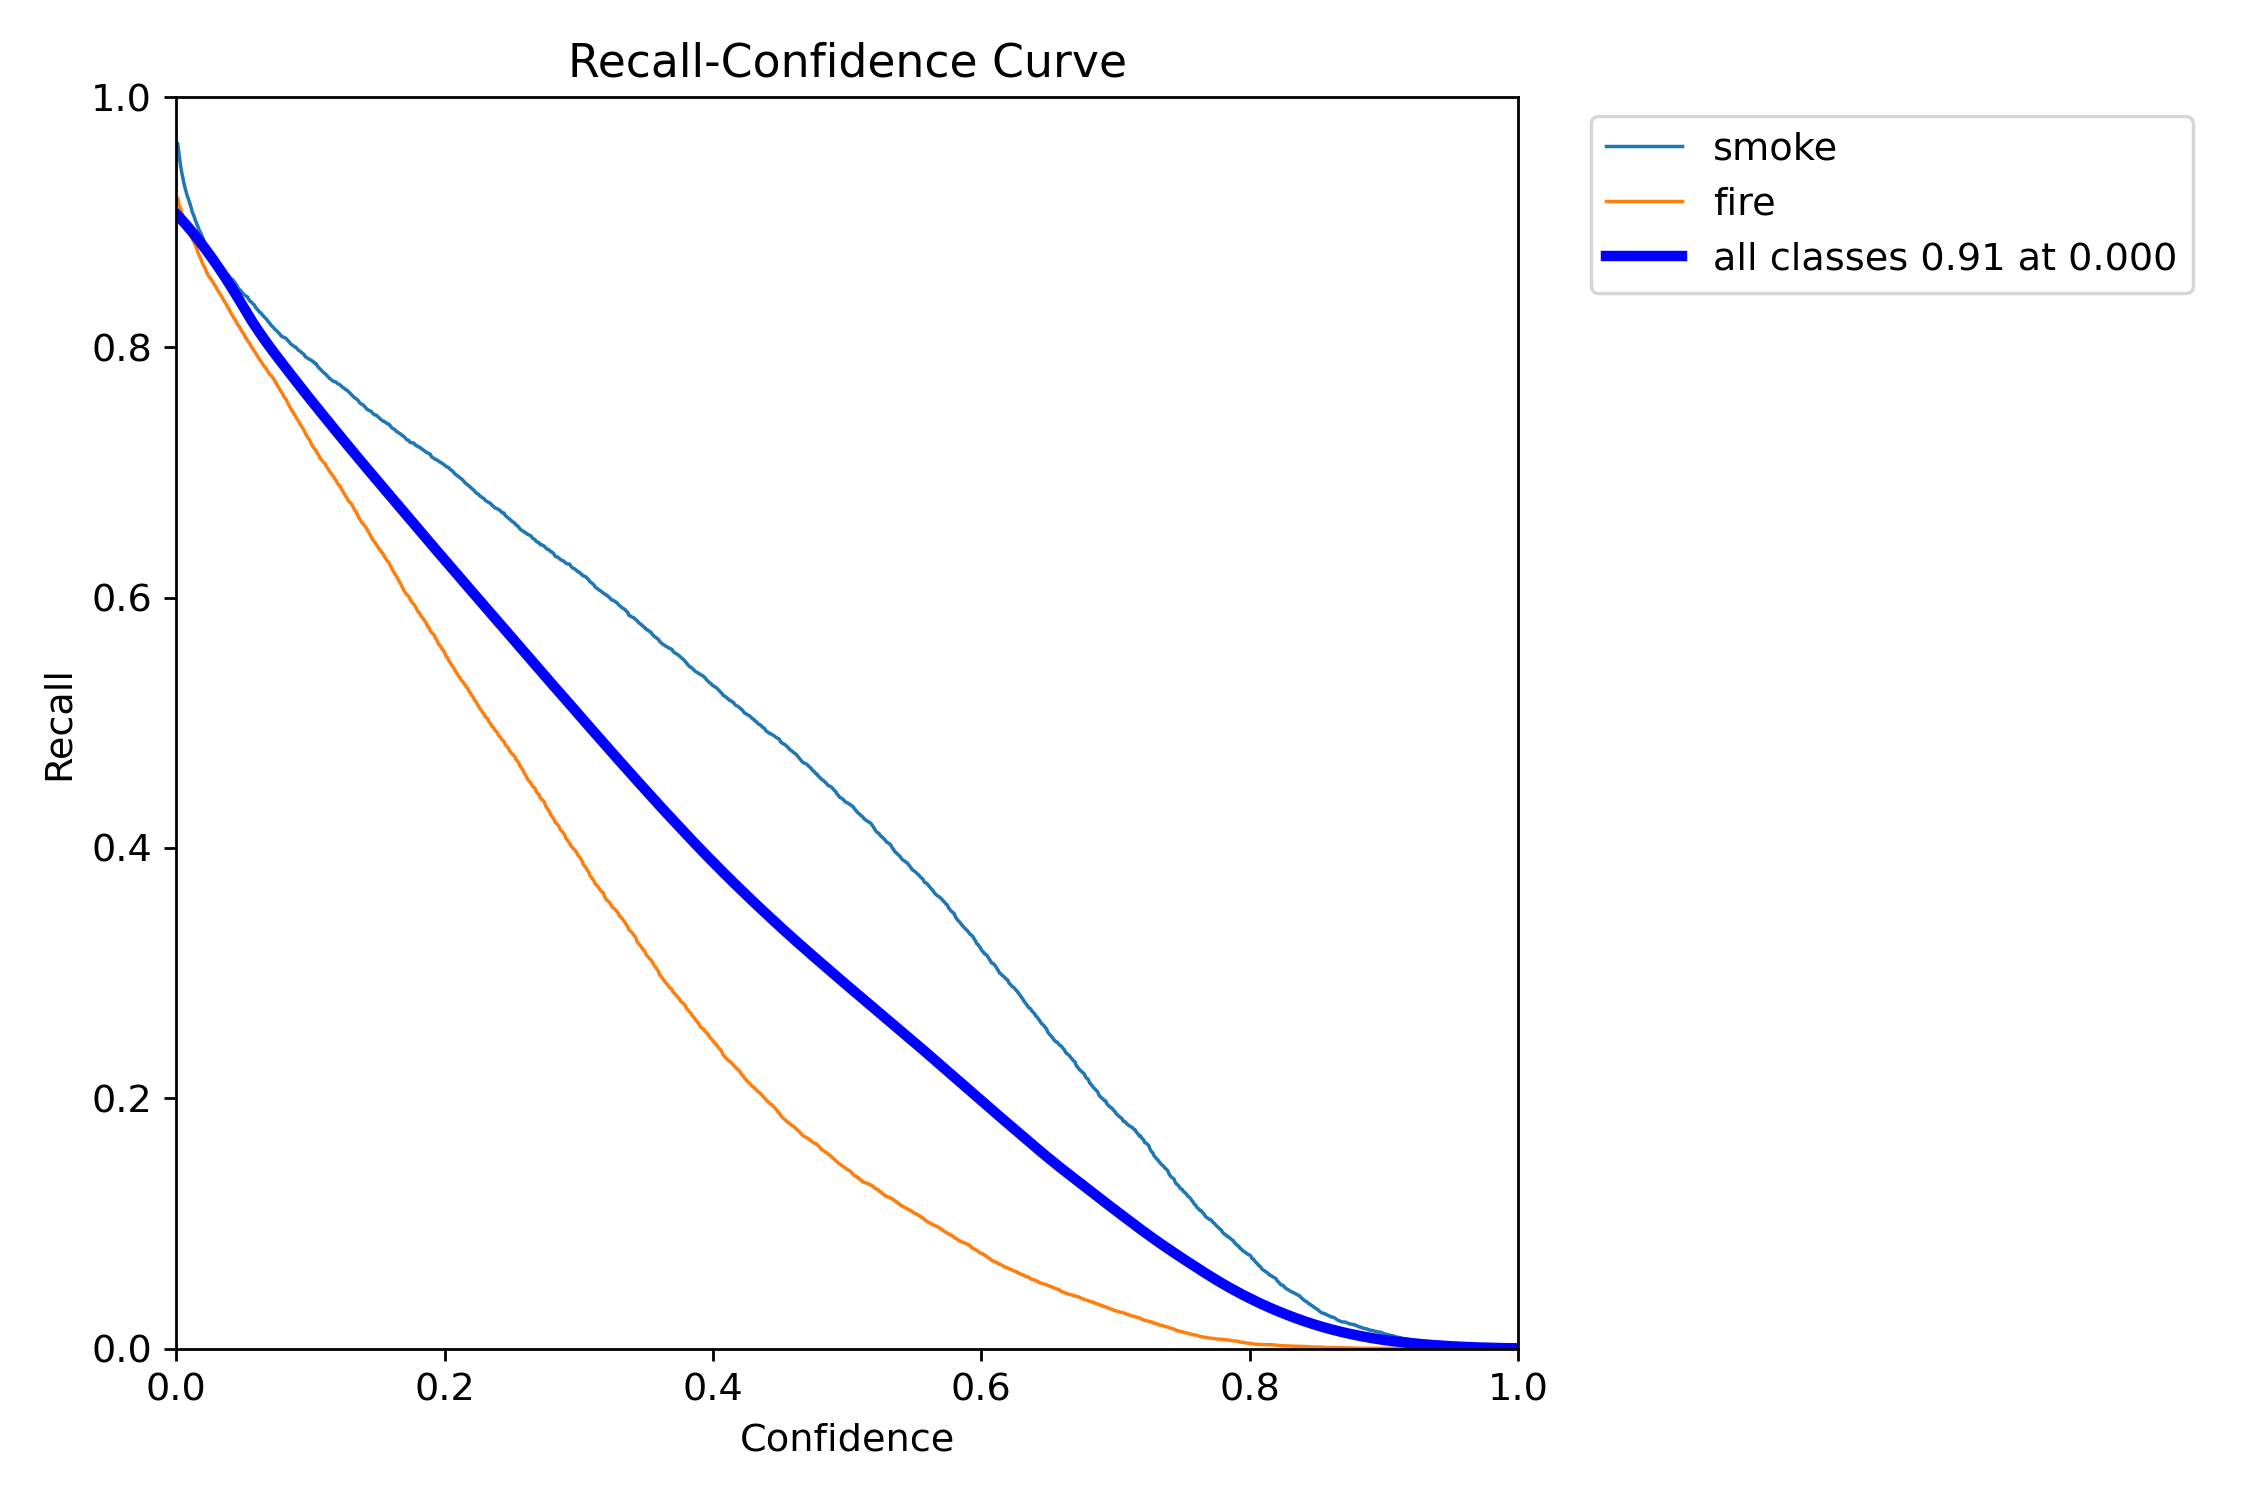 Recall-Confidence Curve
1.0
0.8
0.6
0.4
0.2
0.0
Recall
0.0 0.2 0.4 0.6 0.8 1.0
Confidence
smoke
fire
all classes 0.91 at 0.000